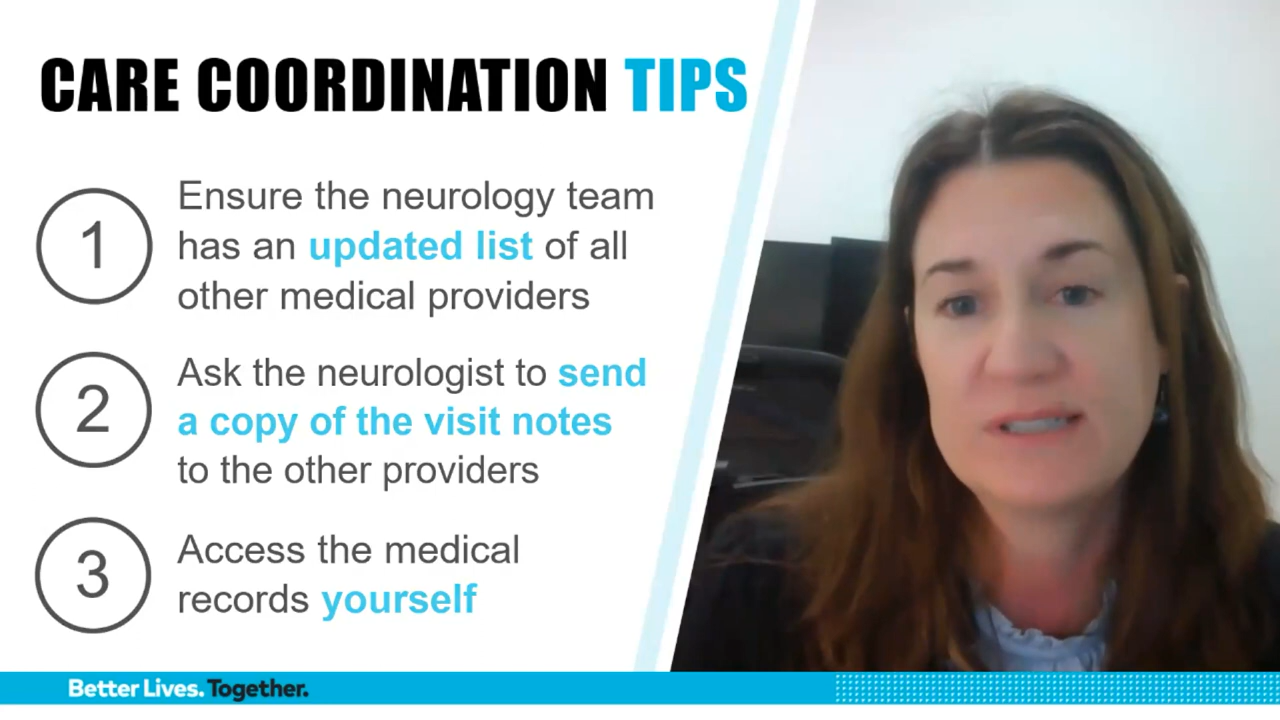 CARE COORDINATION TIPS
1
Ensure the neurology team
has an updated list of all
other medical providers
2
Ask the neurologist to send
a copy of the visit notes
to the other providers
3
Access the medical
records yourself
Better Lives. Together.